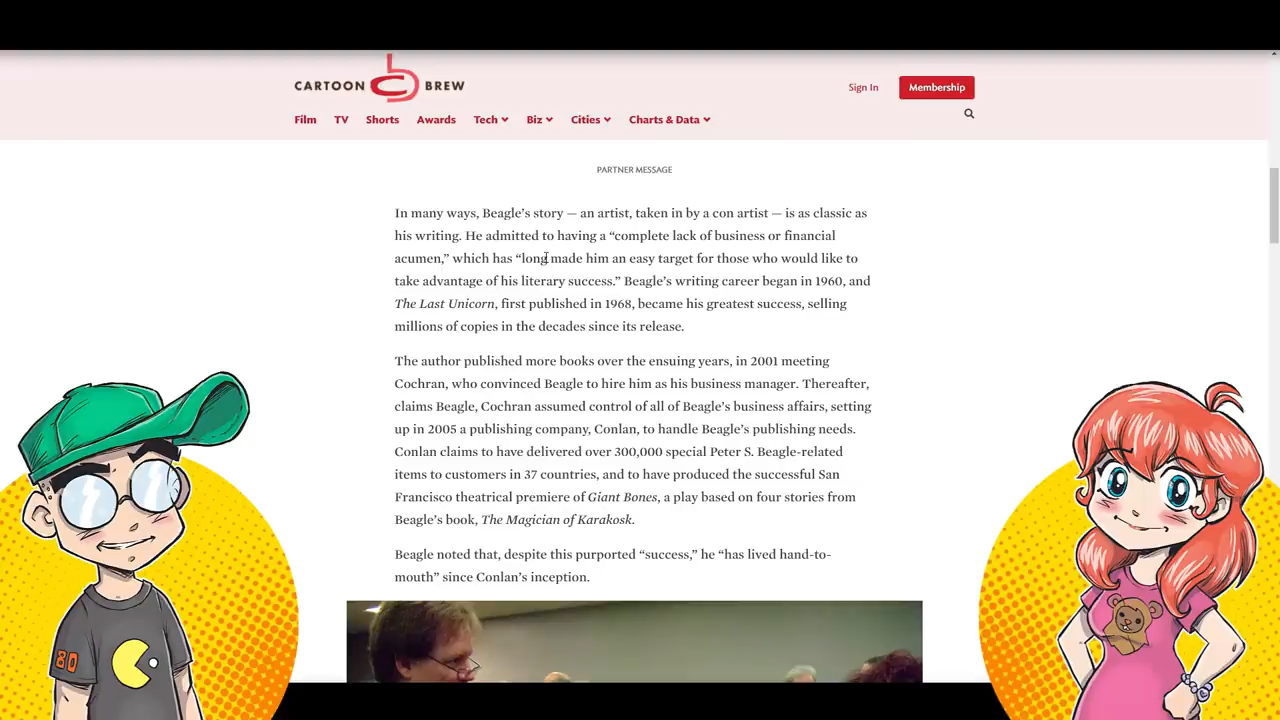 CARTOON BREW
Sign In
Membership
Film TV Shorts Awards Tech Biz Cities Charts & Data
PARTNER MESSAGE
In many ways, Beagle’s story — an artist, taken in by a con artist — is as classic as
his writing. He admitted to having a “complete lack of business or financial
acumen,” which has “long made him an easy target for those who would like to
take advantage of his literary success.” Beagle’s writing career began in 1960, and
The Last Unicorn, first published in 1968, became his greatest success, selling
millions of copies in the decades since its release.
The author published more books over the ensuing years, in 2001 meeting
Cochran, who convinced Beagle to hire him as his business manager. Thereafter,
claims Beagle, Cochran assumed control of all of Beagle’s business affairs, setting
up in 2005 a publishing company, Conlan, to handle Beagle’s publishing needs.
Conlan claims to have delivered over 300,000 special Peter S. Beagle-related
items to customers in 37 countries, and to have produced the successful San
Francisco theatrical premiere of Giant Bones, a play based on four stories from
Beagle’s book, The Magician of Karakosk.
Beagle noted that, despite this purported “success,” he “has lived hand-to-
mouth” since Conlan’s inception.
80